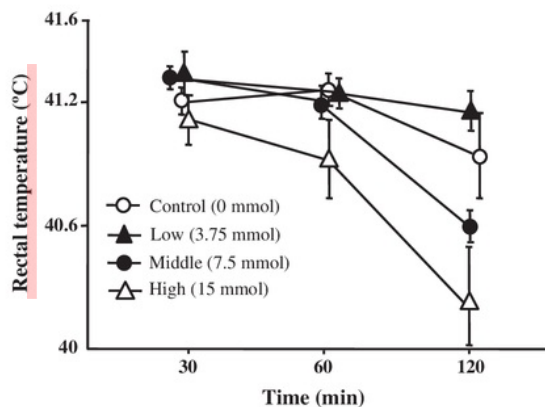 41.6
41.2
40.6
40
Rectal temperature (°C)
Control (0 mmol)
Low (3.75 mmol)
Middle (7.5 mmol)
High (15 mmol)
30 60 120
Time (min)